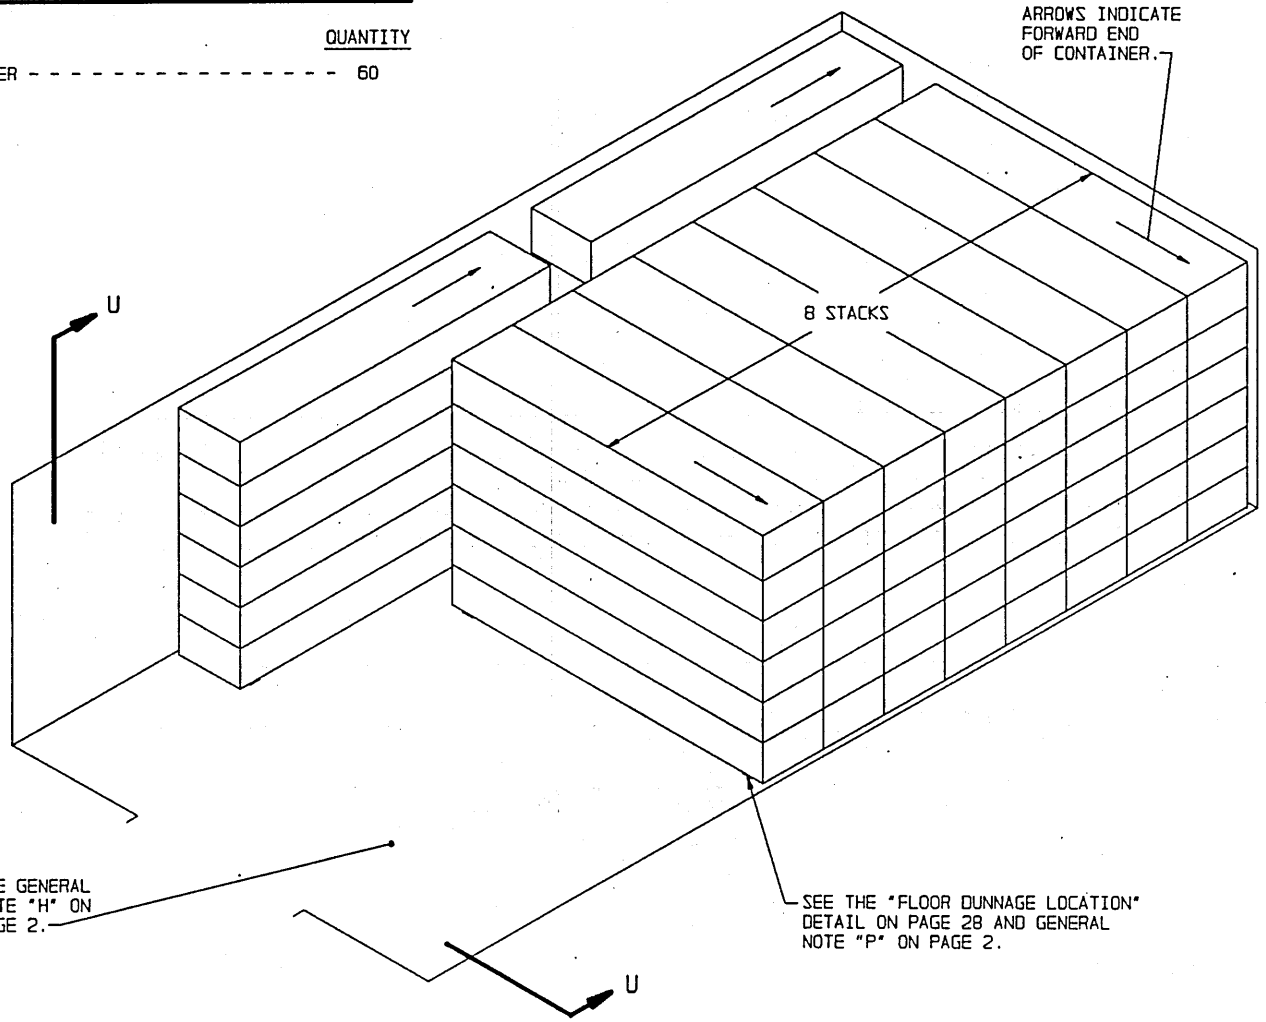 QUANTITY
ER - - - - - - - - - - - - - - - - 60
ARROWS INDICATE
FORWARD END
OF CONTAINER.
U
8 STACKS
E GENERAL
TE "H" ON
GE 2.
SEE THE "FLOOR DUNNAGE LOCATION"
DETAIL ON PAGE 28 AND GENERAL
NOTE "P" ON PAGE 2.
U